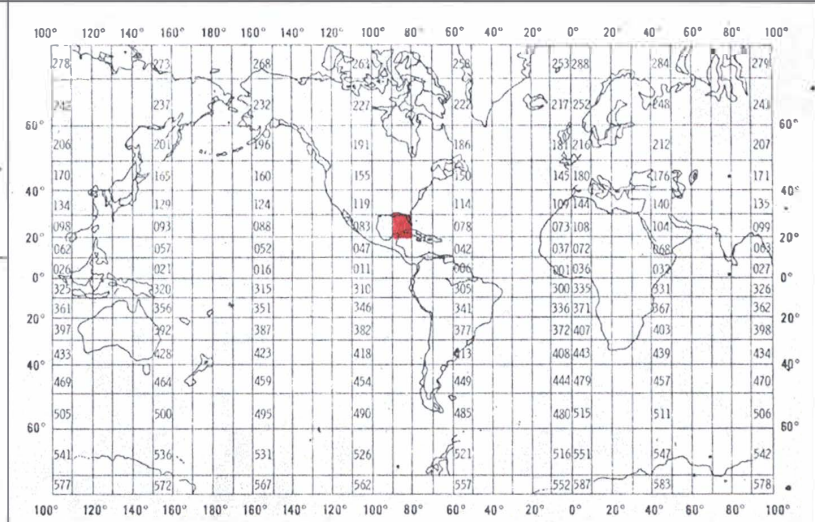 100° 120° 140° 160° 180° 160° 140° 120° 100° 80° 60° 40° 20° 0° 20° 40° 60° 80° 100°
278 273 268 263 258 253 288 284 279
242 237 232 227 222 217 252 248 243
60° 60°
206 201 196 191 186 181 216 212 207
170 165 160 155 150 145 180 176 171
40° 40°
134 129 124 119 114 109 144 140 135
098 093 088 083 078 073 108 104 099
20° 20°
062 057 052 047 042 037 072 068 063
026 021 016 011 006 001 036 032 027
0° 0°
325 320 315 310 305 300 335 331 326
361 356 351 346 341 336 371 367 362
20° 20°
397 392 387 382 377 372 407 403 398
433 428 423 418 413 408 443 439 434
40° 40°
469 464 459 454 449 444 479 457 470
505 500 495 490 485 480 515 511 506
60° 60°
541 536 531 526 521 516 551 547 542
577 572 567 562 557 552 587 583 578
100° 120° 140° 160° 180° 160° 140° 120° 100° 80° 60° 40° 20° 0° 20° 40° 60° 80° 100°